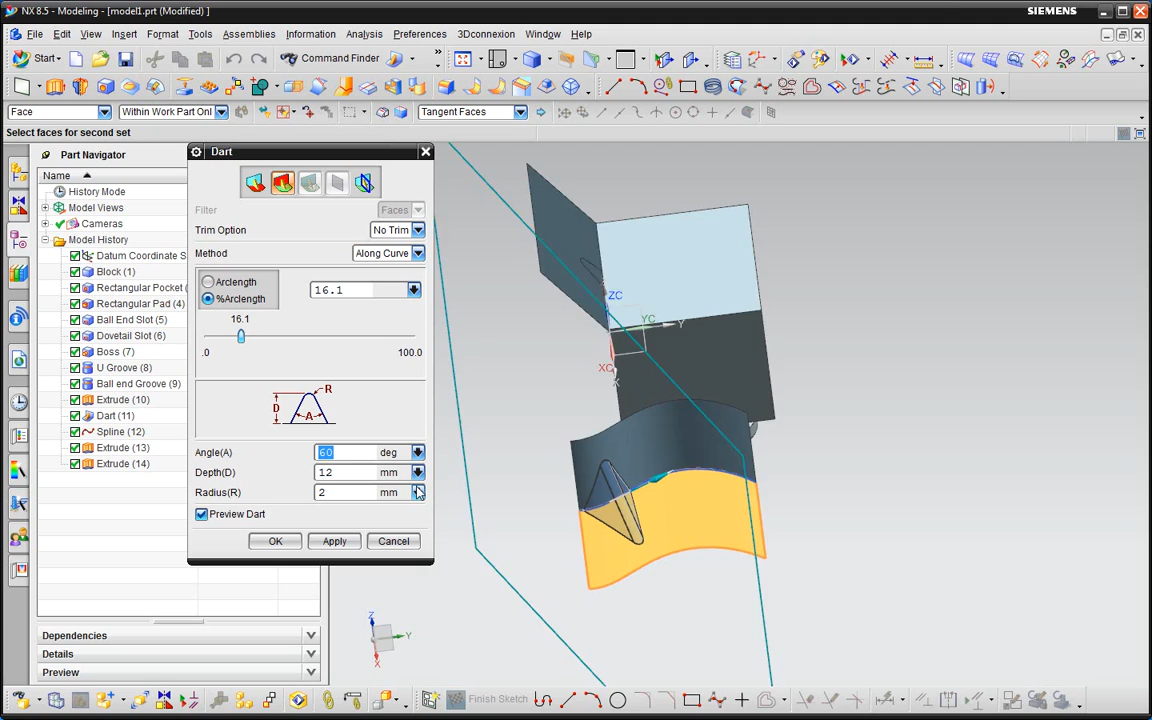 NX 8.5 - Modeling - [model1.prt (Modified) ]
SIEMENS
File Edit View Insert Format Tools Assemblies Information Analysis Preferences 3Dconnexion Window Help
Start Command Finder
Face Within Work Part Onl Tangent Faces
Select faces for second set
Part Navigator
Name
History Mode
Model Views
Cameras
Model History
Datum Coordinate S
Block (1)
Rectangular Pocket (
Rectangular Pad (4)
Ball End Slot (5)
Dovetail Slot (6)
Boss (7)
U Groove (8)
Ball end Groove (9)
Extrude (10)
Dart (11)
Spline (12)
Extrude (13)
Extrude (14)
Dependencies
Details
Preview
Dart
Filter Faces
Trim Option No Trim
Method Along Curve
Arclength
%Arclength
16.1
16.1
.0 100.0
R
D
A
Angle(A) 60 deg
Depth(D) 12 mm
Radius(R) 2 mm
Preview Dart
OK Apply Cancel
ZC
YC Y
XC
X
Z
Y
X
Finish Sketch